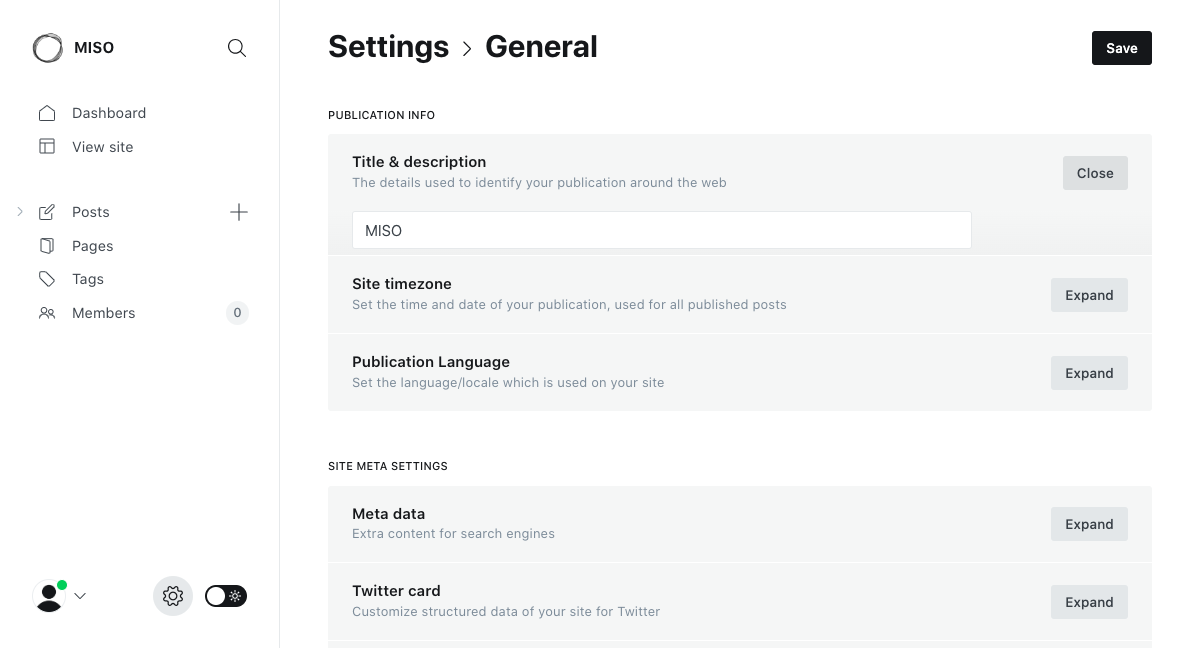 MISO
Settings > General
Save
Dashboard
View site
Posts
Pages
Tags
Members
0
PUBLICATION INFO
Title & description
The details used to identify your publication around the web
Close
MISO
Site timezone
Set the time and date of your publication, used for all published posts
Expand
Publication Language
Set the language/locale which is used on your site
Expand
SITE META SETTINGS
Meta data
Extra content for search engines
Expand
Twitter card
Customize structured data of your site for Twitter
Expand